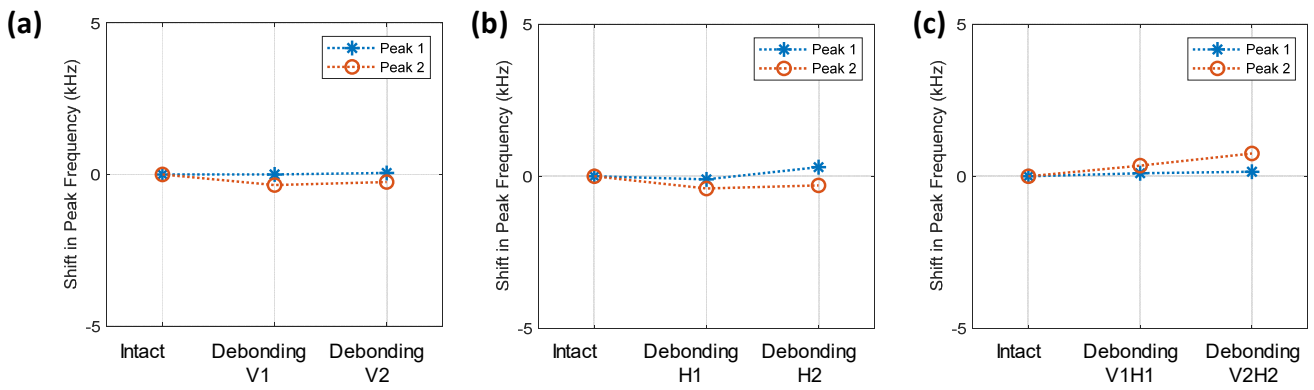 (a)
Shift in Peak Frequency (kHz)
5
0
-5
Peak 1
Peak 2
Intact
Debonding
V1
Debonding
V2
(b)
Shift in Peak Frequency (kHz)
5
0
-5
Peak 1
Peak 2
Intact
Debonding
H1
Debonding
H2
(c)
Shift in Peak Frequency (kHz)
5
0
-5
Peak 1
Peak 2
Intact
Debonding
V1H1
Debonding
V2H2